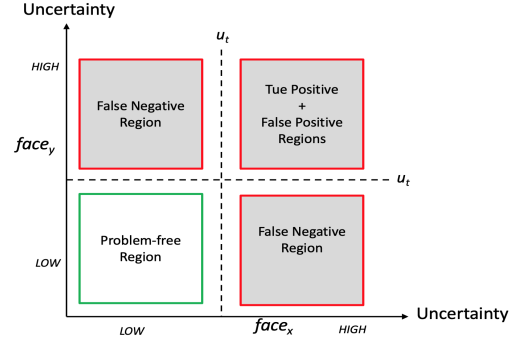 Uncertainty
u_t
HIGH
False Negative
Region
Tue Positive
+
False Positive
Regions
face_y
u_t
Problem-free
Region
False Negative
Region
LOW
Uncertainty
LOW
face_x
HIGH